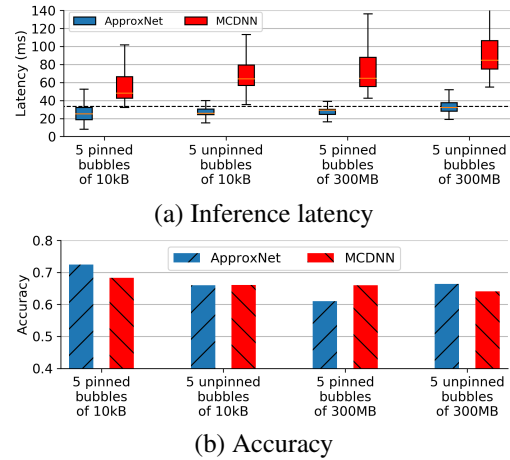 140
120
100
80
60
40
20
0
Latency (ms)
ApproxNet
MCDNN
5 pinned
bubbles
of 10kB
5 unpinned
bubbles
of 10kB
5 pinned
bubbles
of 300MB
5 unpinned
bubbles
of 300MB
(a) Inference latency
0.8
0.7
0.6
0.5
0.4
Accuracy
ApproxNet
MCDNN
5 pinned
bubbles
of 10kB
5 unpinned
bubbles
of 10kB
5 pinned
bubbles
of 300MB
5 unpinned
bubbles
of 300MB
(b) Accuracy